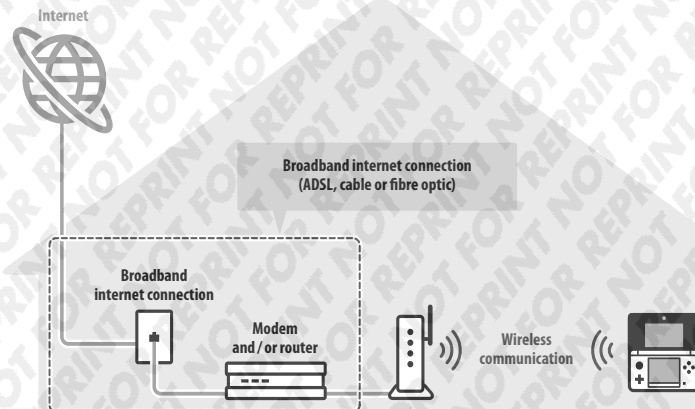 Internet
Broadband internet connection
(ADSL, cable or fibre optic)
Broadband
internet connection
Modem
and / or router
Wireless
communication
NOT FOR REPRINT